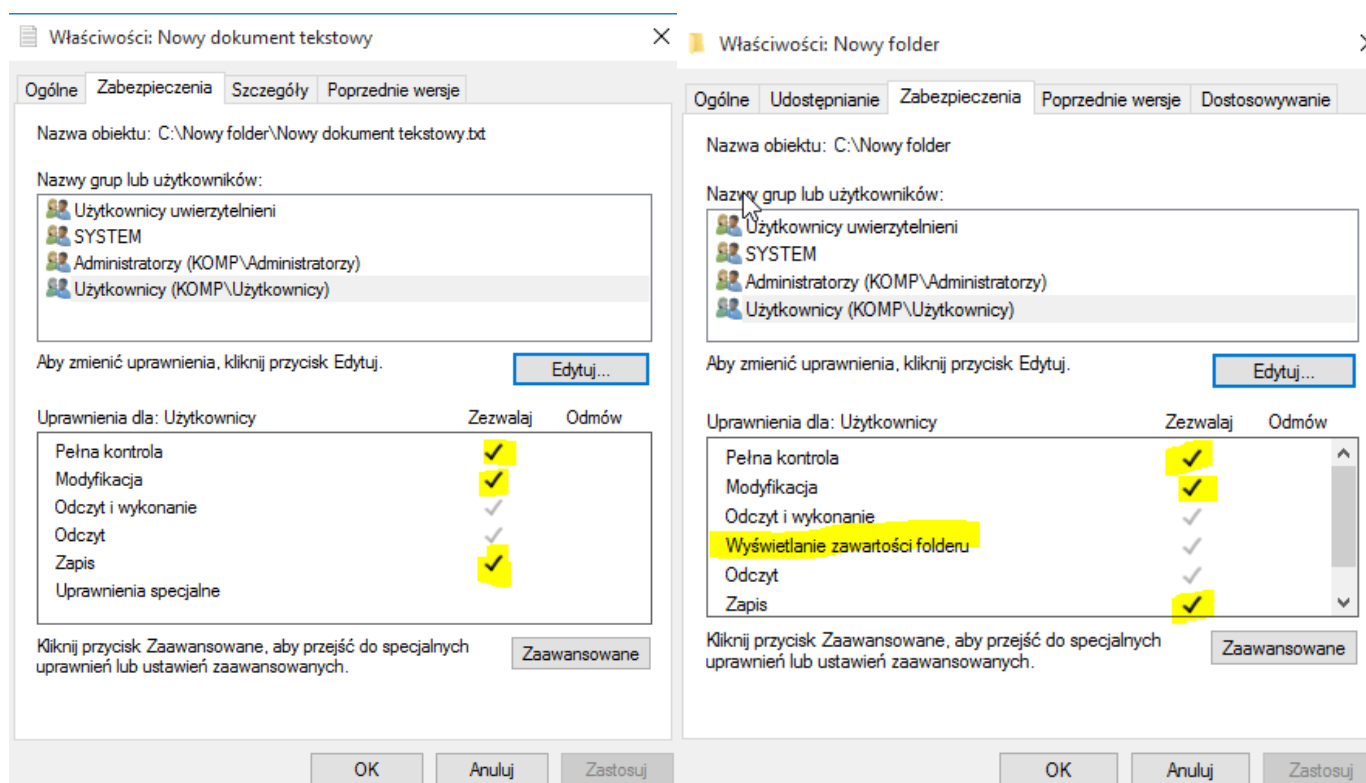 Właściwości: Nowy dokument tekstowy
Ogólne Zabezpieczenia Szczegóły Poprzednie wersje
Nazwa obiektu: C:\Nowy folder\Nowy dokument tekstowy.txt
Nazwy grup lub użytkowników:
Użytkownicy uwierzytelnieni
SYSTEM
Administratorzy (KOMP\Administratorzy)
Użytkownicy (KOMP\Użytkownicy)
Aby zmienić uprawnienia, kliknij przycisk Edytuj.
Edytuj...
Uprawnienia dla: Użytkownicy Zezwalaj Odmów
Pełna kontrola
Modyfikacja
Odczyt i wykonanie
Odczyt
Zapis
Uprawnienia specjalne
Kliknij przycisk Zaawansowane, aby przejść do specjalnych
uprawnień lub ustawień zaawansowanych.
Zaawansowane
OK Anuluj Zastosuj
Właściwości: Nowy folder
Ogólne Udostępnianie Zabezpieczenia Poprzednie wersje Dostosowywanie
Nazwa obiektu: C:\Nowy folder
Nazwy grup lub użytkowników:
Użytkownicy uwierzytelnieni
SYSTEM
Administratorzy (KOMP\Administratorzy)
Użytkownicy (KOMP\Użytkownicy)
Aby zmienić uprawnienia, kliknij przycisk Edytuj.
Edytuj...
Uprawnienia dla: Użytkownicy Zezwalaj Odmów
Pełna kontrola
Modyfikacja
Odczyt i wykonanie
Wyświetlanie zawartości folderu
Odczyt
Zapis
Kliknij przycisk Zaawansowane, aby przejść do specjalnych
uprawnień lub ustawień zaawansowanych.
Zaawansowane
OK Anuluj Zastosuj